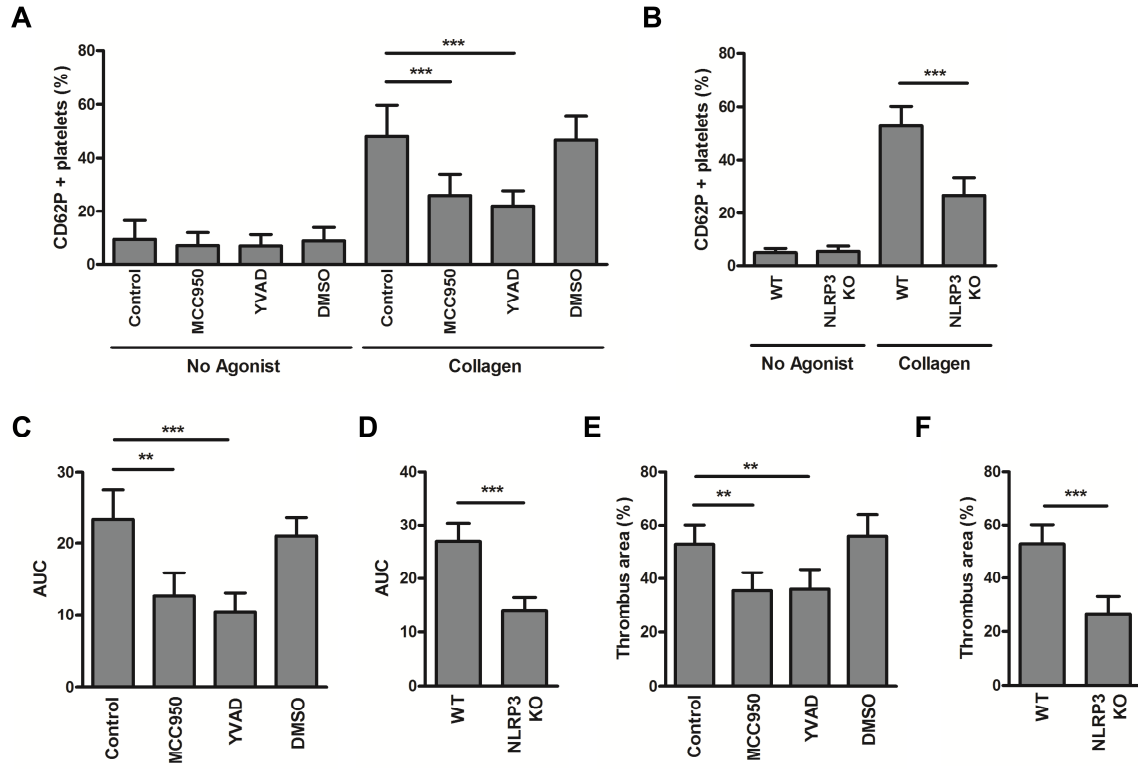 A
CD62P + platelets (%)
80
60
40
20
0
***
***
Control
MCC950
YVAD
DMSO
Control
MCC950
YVAD
DMSO
No Agonist
Collagen
B
CD62P + platelets (%)
80
60
40
20
0
***
WT
NLRP3
KO
WT
NLRP3
KO
No Agonist
Collagen
C
AUC
30
20
10
0
***
**
Control
MCC950
YVAD
DMSO
D
AUC
40
30
20
10
0
***
WT
NLRP3
KO
E
Thrombus area (%)
80
60
40
20
0
**
**
Control
MCC950
YVAD
DMSO
F
Thrombus area (%)
80
60
40
20
0
***
WT
NLRP3
KO